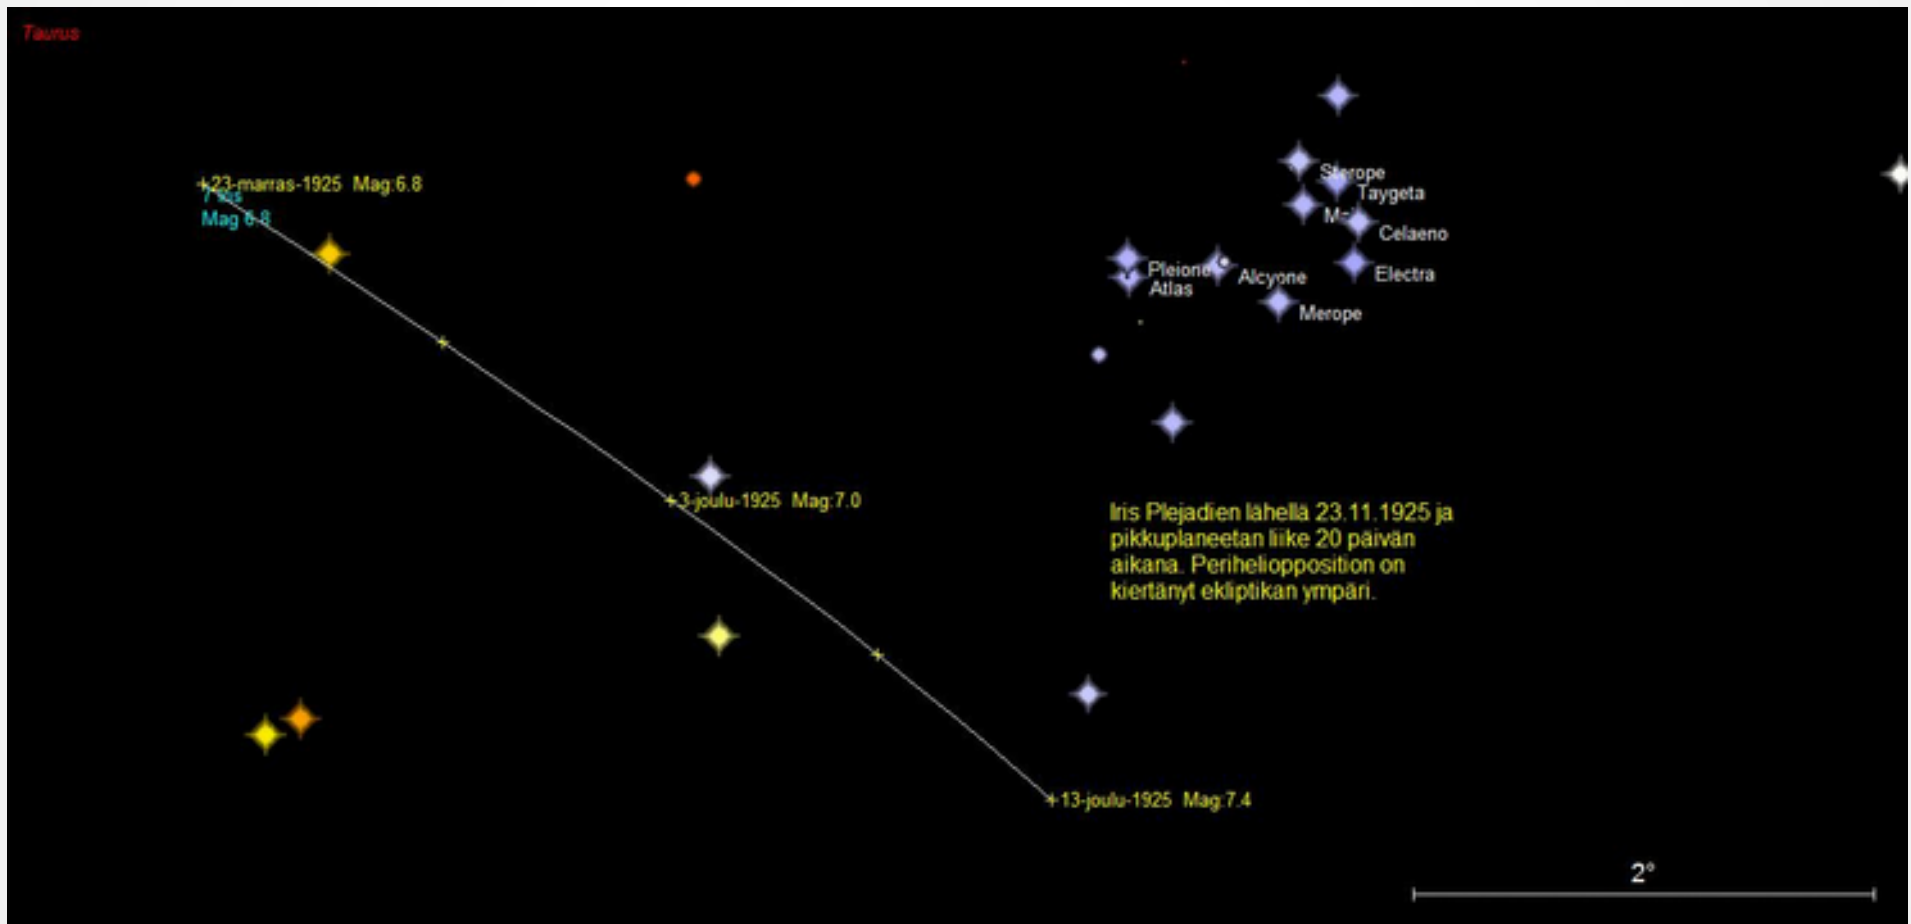 Taurus
+23-marras-1925 Mag:6.8
7 Iris
Mag 6.8
Sterope
Taygeta
Celaeno
Pleione
Alcyone
Electra
Atlas
Merope
+3-joulu-1925 Mag:7.0
Iris Plejadien lähellä 23.11.1925 ja
pikkuplaneetan liike 20 päivän
aikana. Periheliopposition on
kiertänyt ekliptikan ympäri.
+13-joulu-1925 Mag:7.4
2°